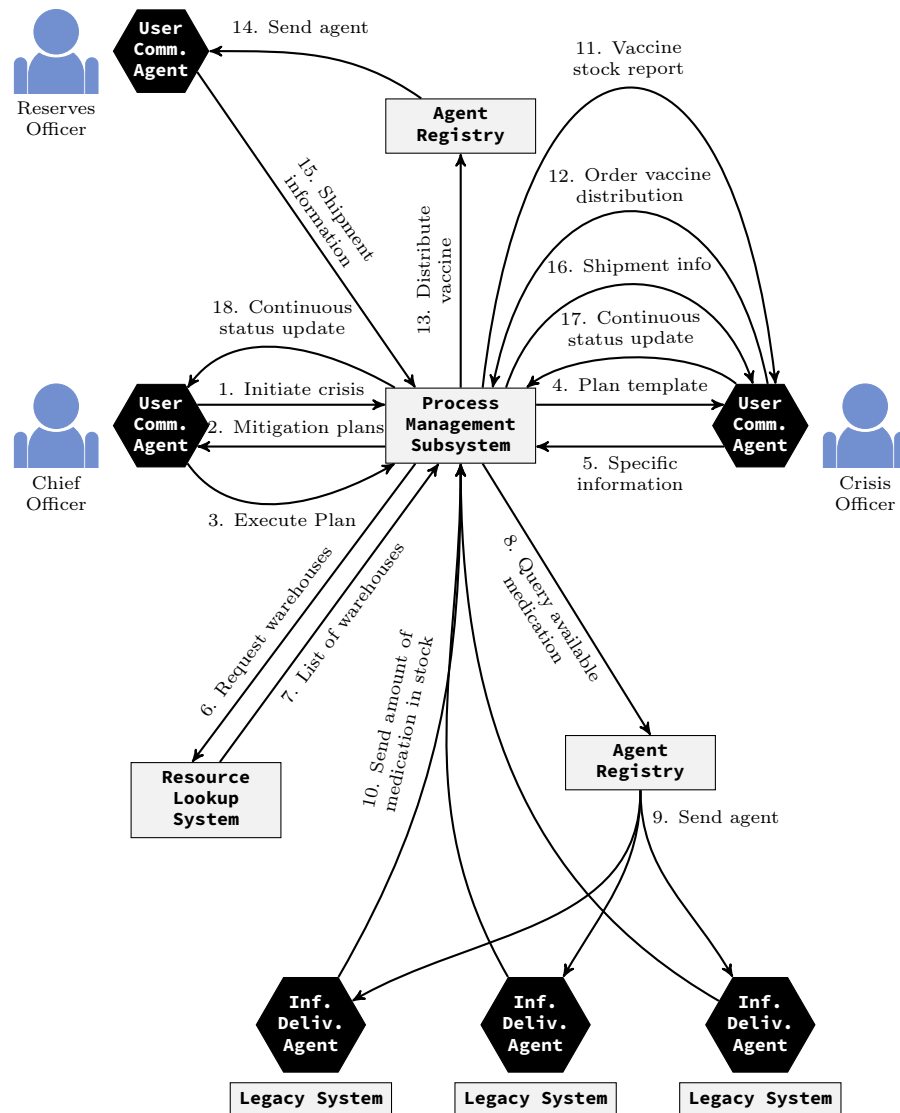 14. Send agent
User
Comm.
Agent
Reserves
Officer
Agent
Registry
11. Vaccine
stock report
15. Shipment
information
13. Distribute
vaccine
12. Order vaccine
distribution
16. Shipment info
17. Continuous
status update
18. Continuous
status update
1. Initiate crisis
2. Mitigation plans
3. Execute Plan
User
Comm.
Agent
Chief
Officer
Process
Management
Subsystem
4. Plan template
5. Specific
information
User
Comm.
Agent
Crisis
Officer
6. Request warehouses
7. List of warehouses
8. Query available
medication
10. Send amount of
medication in stock
Resource
Lookup
System
Agent
Registry
9. Send agent
Inf.
Deliv.
Agent
Inf.
Deliv.
Agent
Inf.
Deliv.
Agent
Legacy System
Legacy System
Legacy System